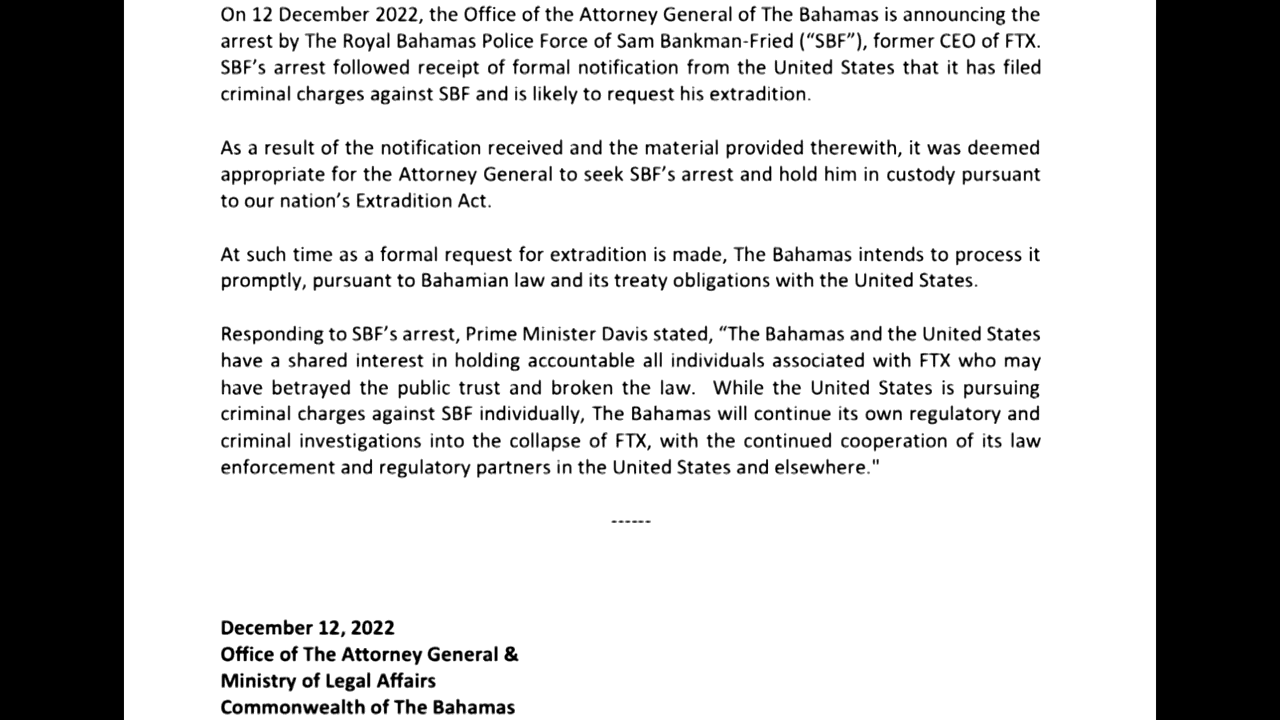 On 12 December 2022, the Office of the Attorney General of The Bahamas is announcing the
arrest by The Royal Bahamas Police Force of Sam Bankman-Fried (“SBF”), former CEO of FTX.
SBF’s arrest followed receipt of formal notification from the United States that it has filed
criminal charges against SBF and is likely to request his extradition.
As a result of the notification received and the material provided therewith, it was deemed
appropriate for the Attorney General to seek SBF’s arrest and hold him in custody pursuant
to our nation’s Extradition Act.
At such time as a formal request for extradition is made, The Bahamas intends to process it
promptly, pursuant to Bahamian law and its treaty obligations with the United States.
Responding to SBF’s arrest, Prime Minister Davis stated, “The Bahamas and the United States
have a shared interest in holding accountable all individuals associated with FTX who may
have betrayed the public trust and broken the law.  While the United States is pursuing
criminal charges against SBF individually, The Bahamas will continue its own regulatory and
criminal investigations into the collapse of FTX, with the continued cooperation of its law
enforcement and regulatory partners in the United States and elsewhere."
------
December 12, 2022
Office of The Attorney General &
Ministry of Legal Affairs
Commonwealth of The Bahamas